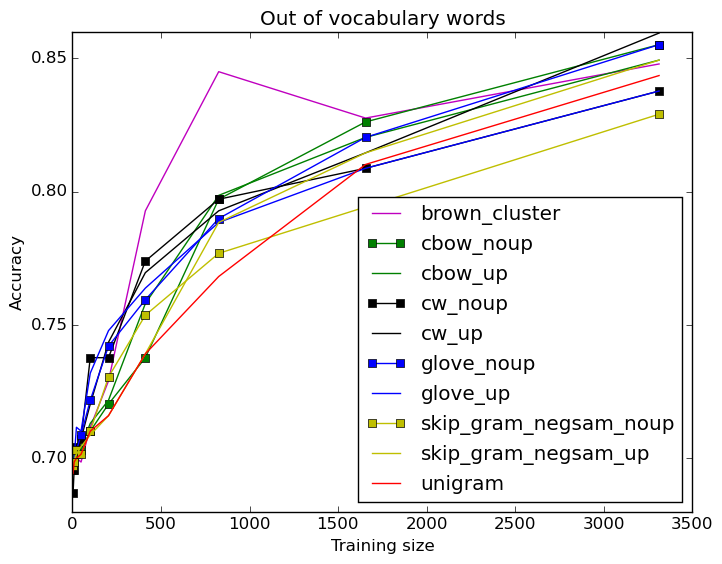 Out of vocabulary words
0.85
0.80
0.75
0.70
Accuracy
brown_cluster
cbow_noup
cbow_up
cw_noup
cw_up
glove_noup
glove_up
skip_gram_negsam_noup
skip_gram_negsam_up
unigram
0 500 1000 1500 2000 2500 3000 3500
Training size